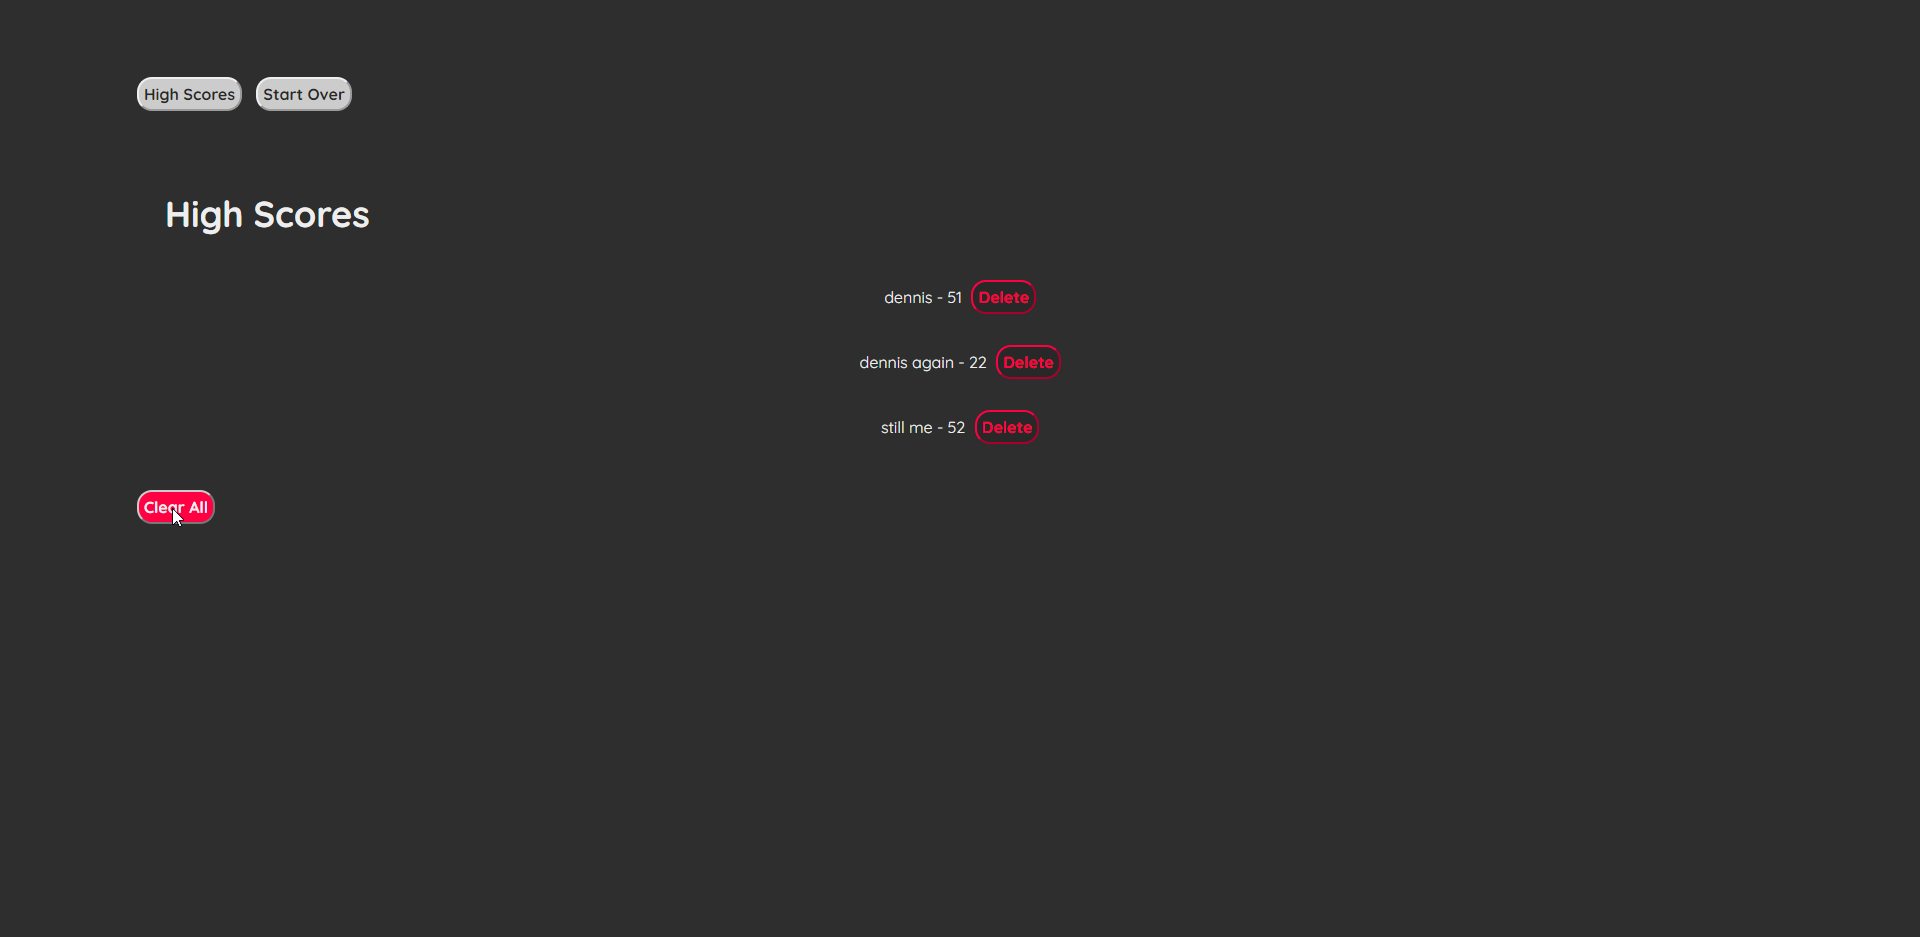 High Scores Start Over
High Scores
dennis - 51 Delete
dennis again - 22 Delete
still me - 52 Delete
Clear All